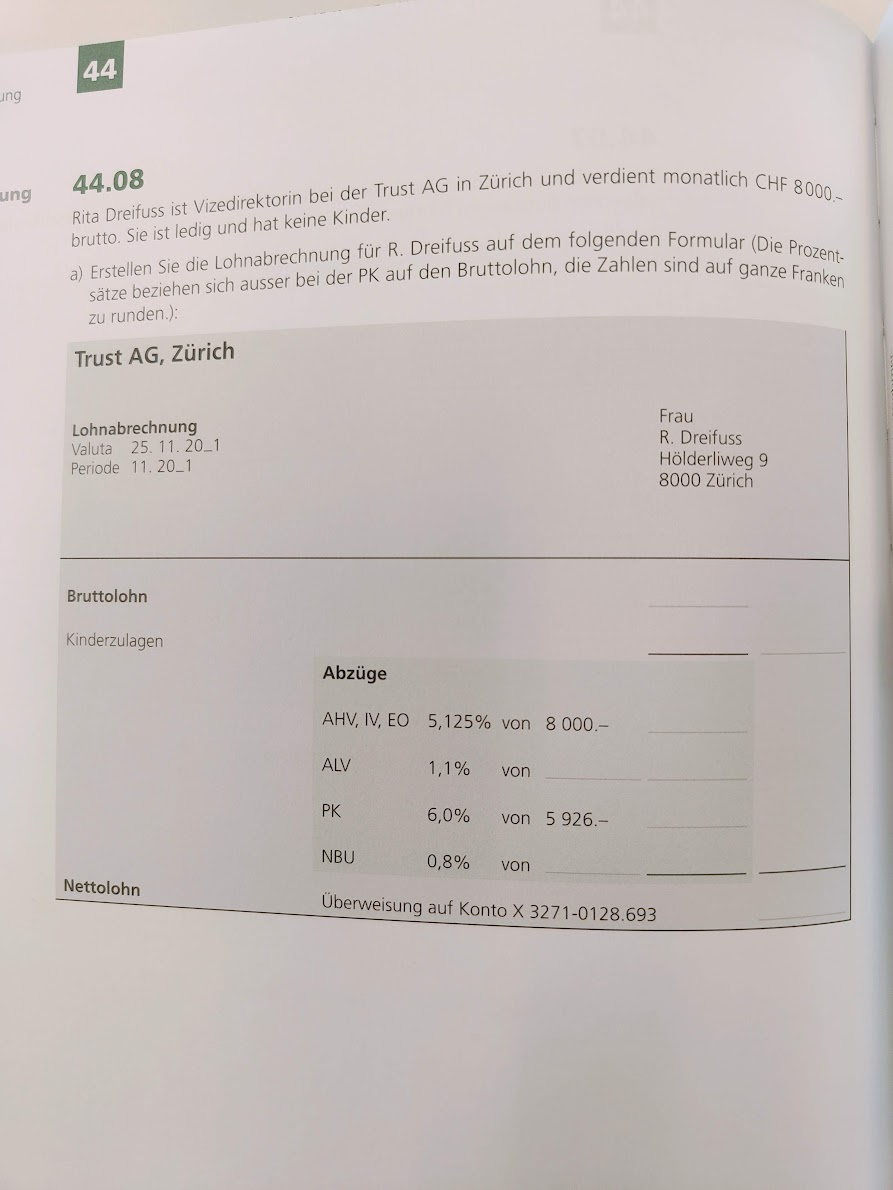 44
ung
ung
44.08
Rita Dreifuss ist Vizedirektorin bei der Trust AG in Zürich und verdient monatlich CHF 8 000.–
brutto. Sie ist ledig und hat keine Kinder.
a) Erstellen Sie die Lohnabrechnung für R. Dreifuss auf dem folgenden Formular (Die Prozent-
sätze beziehen sich ausser bei der PK auf den Bruttolohn, die Zahlen sind auf ganze Franken
zu runden.):
Trust AG, Zürich
Lohnabrechnung
Valuta 25. 11. 20_1
Periode 11. 20_1
Frau
R. Dreifuss
Hölderliweg 9
8000 Zürich
Bruttolohn
Kinderzulagen
Abzüge
AHV, IV, EO 5,125% von 8 000.–
ALV 1,1% von
PK 6,0% von 5 926.–
NBU 0,8% von
Nettolohn Überweisung auf Konto X 3271-0128.693